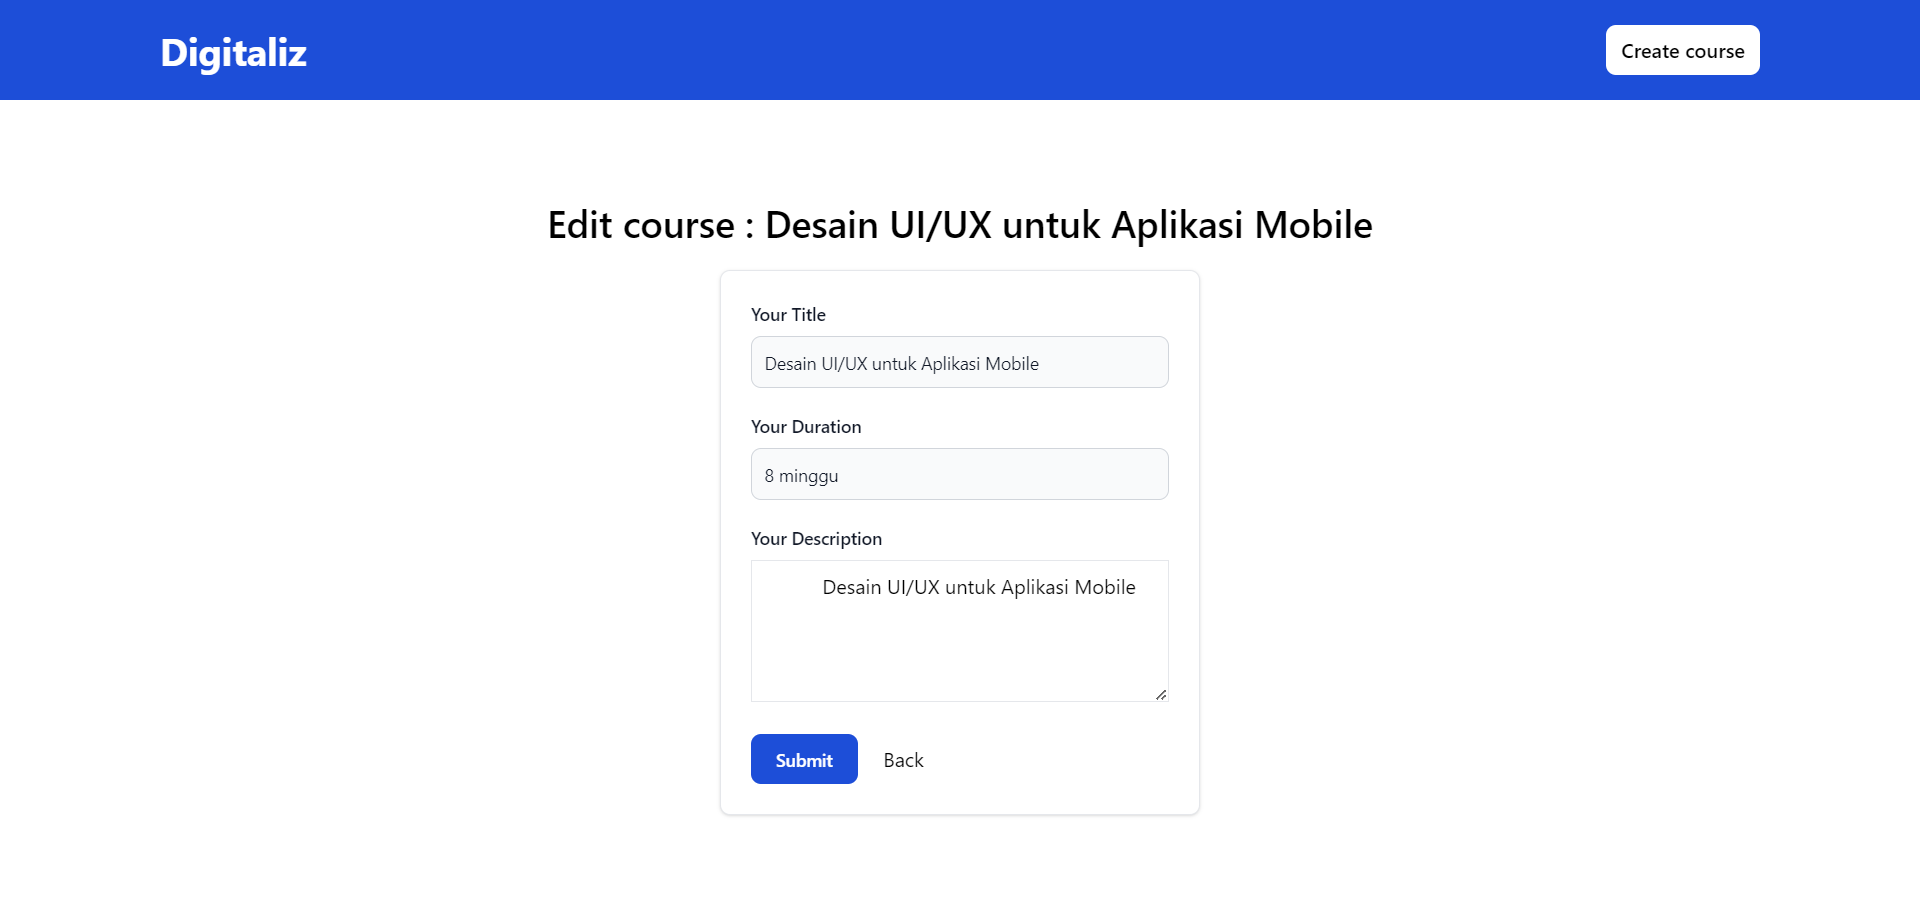 Digitaliz
Create course
Edit course : Desain UI/UX untuk Aplikasi Mobile
Your Title
Desain UI/UX untuk Aplikasi Mobile
Your Duration
8 minggu
Your Description
Desain UI/UX untuk Aplikasi Mobile
Submit
Back